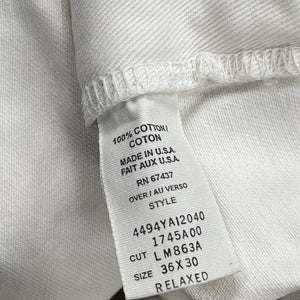 100% COTTON/
COTON
MADE IN U.S.A.
FAIT AUX U.S.A.
RN 67437
OVER / AU VERSO
STYLE
4494YAI2040
1745A00
CUT LM863A
SIZE 36X30
RELAXED